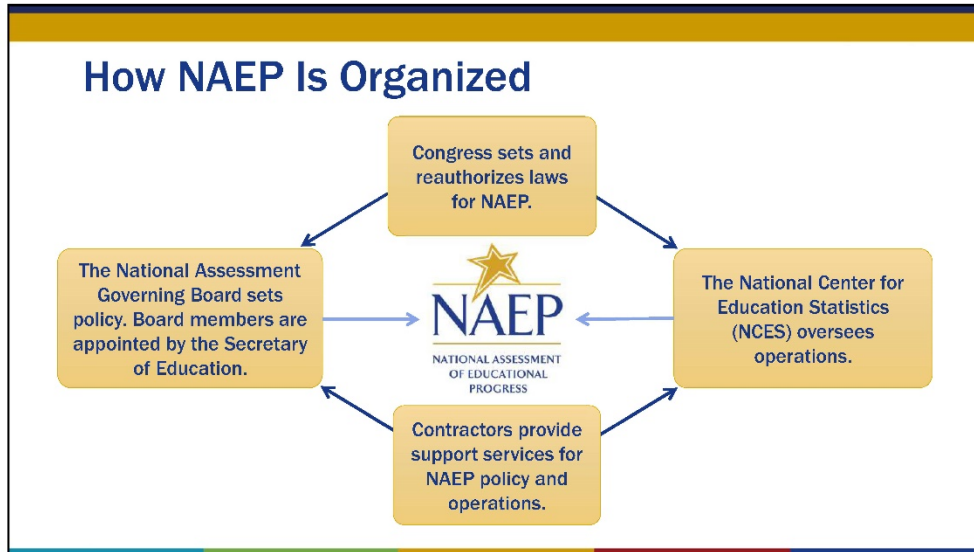 How NAEP Is Organized
Congress sets and
reauthorizes laws
for NAEP.
The National Assessment
Governing Board sets
policy. Board members are
appointed by the Secretary
of Education.
NAEP
NATIONAL ASSESSMENT
OF EDUCATIONAL
PROGRESS
The National Center for
Education Statistics
(NCES) oversees
operations.
Contractors provide
support services for
NAEP policy and
operations.